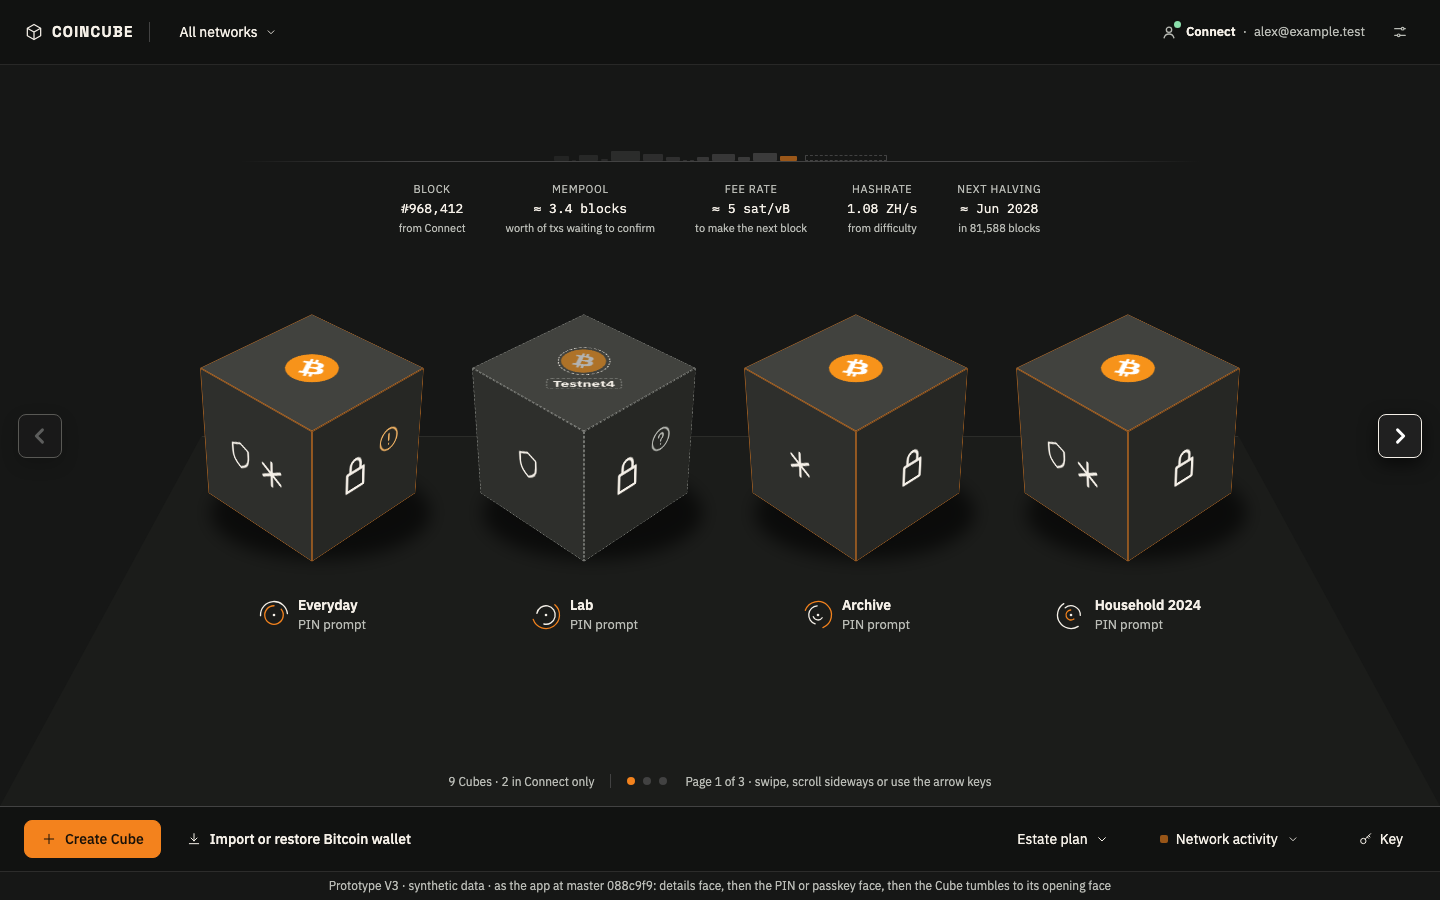 COINCUBE
All networks
Connect · alex@example.test
BLOCK
#968,412
from Connect
MEMPOOL
≈ 3.4 blocks
worth of txs waiting to confirm
FEE RATE
≈ 5 sat/vB
to make the next block
HASHRATE
1.08 ZH/s
from difficulty
NEXT HALVING
≈ Jun 2028
in 81,588 blocks
Testnet4
Everyday
PIN prompt
Lab
PIN prompt
Archive
PIN prompt
Household 2024
PIN prompt
9 Cubes · 2 in Connect only
Page 1 of 3 · swipe, scroll sideways or use the arrow keys
Create Cube
Import or restore Bitcoin wallet
Estate plan
Network activity
Key
Prototype V3 · synthetic data · as the app at master 088c9f9: details face, then the PIN or passkey face, then the Cube tumbles to its opening face